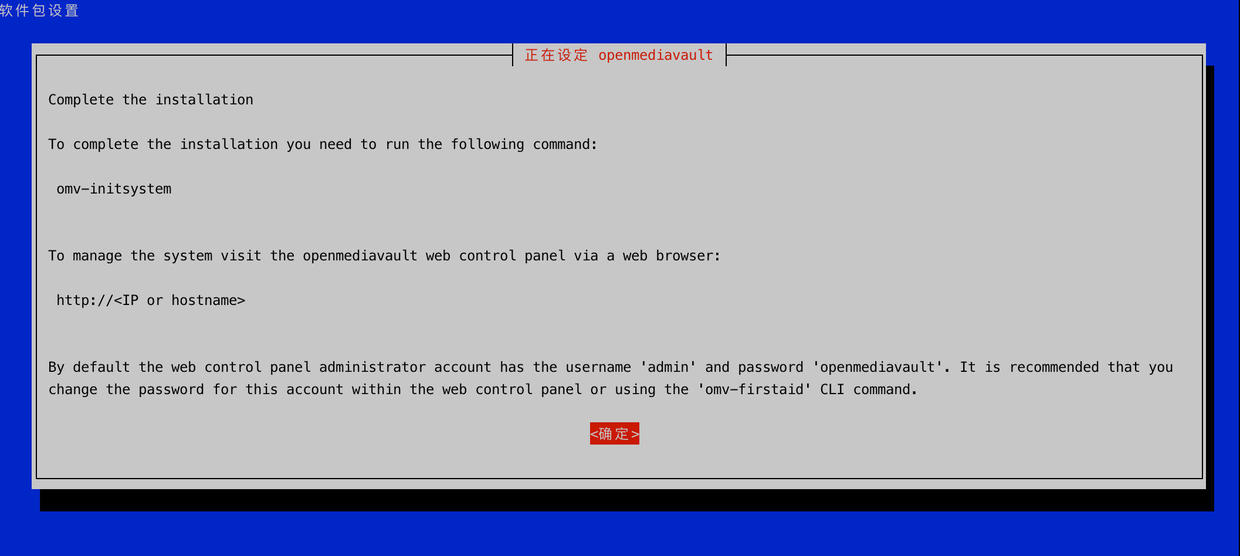 软件包设置
正在设定 openmediavault
Complete the installation
To complete the installation you need to run the following command:
omv-initsystem
To manage the system visit the openmediavault web control panel via a web browser:
http://<IP or hostname>
By default the web control panel administrator account has the username 'admin' and password 'openmediavault'. It is recommended that you
change the password for this account within the web control panel or using the 'omv-firstaid' CLI command.
<确定>